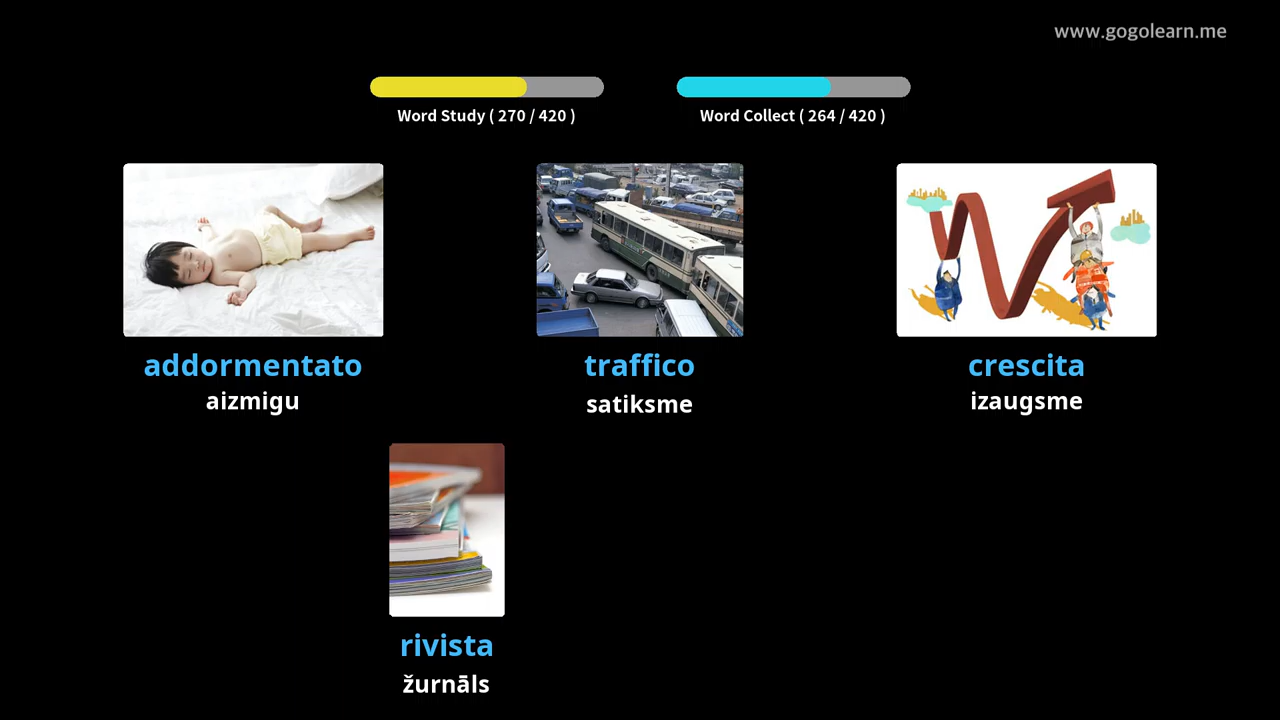 www.gogolearn.me
Word Study ( 270 / 420 )
Word Collect ( 264 / 420 )
addormentato
aizmigu
traffico
satiksme
crescita
izaugsme
rivista
žurnāls